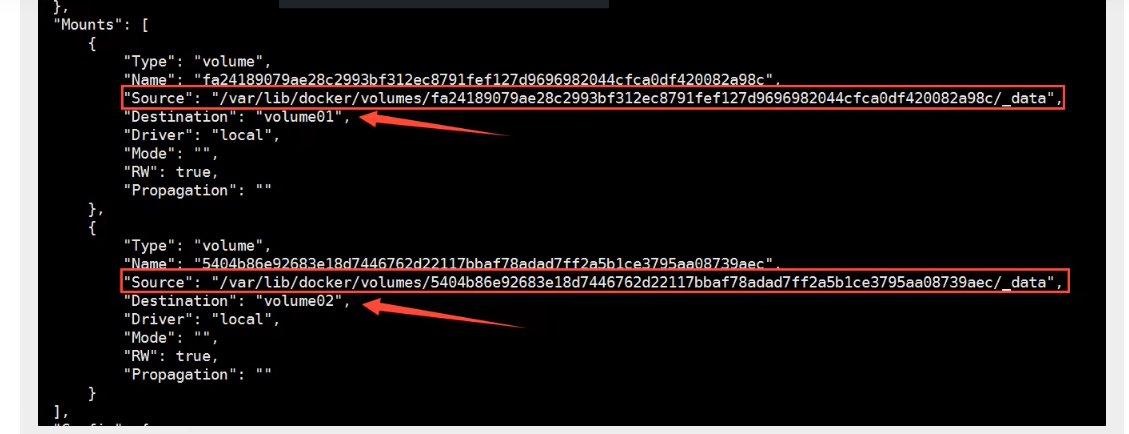 },
"Mounts": [
{
"Type": "volume",
"Name": "fa24189079ae28c2993bf312ec8791fef127d9696982044cfca0df420082a98c",
"Source": "/var/lib/docker/volumes/fa24189079ae28c2993bf312ec8791fef127d9696982044cfca0df420082a98c/_data",
"Destination": "volume01",
"Driver": "local",
"Mode": "",
"RW": true,
"Propagation": ""
},
{
"Type": "volume",
"Name": "5404b86e92683e18d7446762d22117bbaf78adad7ff2a5b1ce3795aa08739aec",
"Source": "/var/lib/docker/volumes/5404b86e92683e18d7446762d22117bbaf78adad7ff2a5b1ce3795aa08739aec/_data",
"Destination": "volume02",
"Driver": "local",
"Mode": "",
"RW": true,
"Propagation": ""
}
],